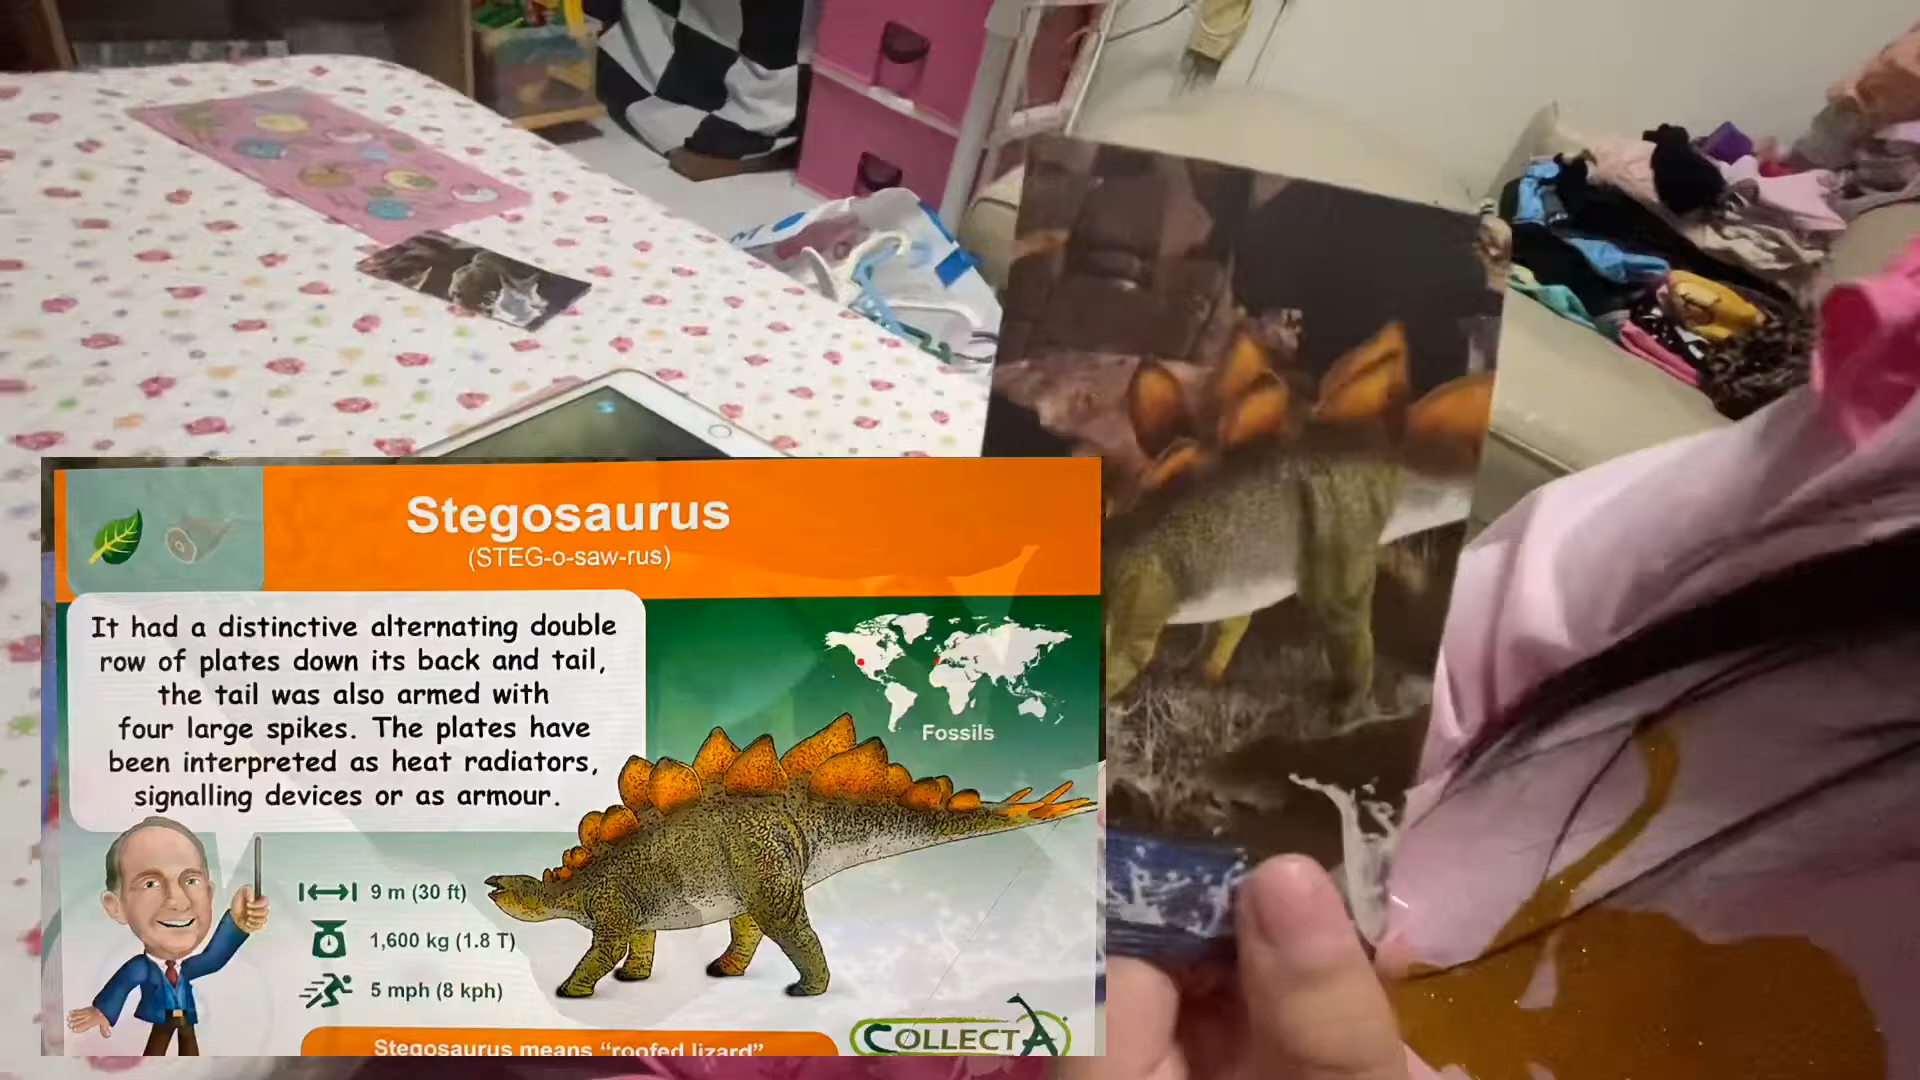 Stegosaurus
(STEG-o-saw-rus)
It had a distinctive alternating double
row of plates down its back and tail,
the tail was also armed with
four large spikes. The plates have
been interpreted as heat radiators,
signalling devices or as armour.
Fossils
9 m (30 ft)
1,600 kg (1.8 T)
5 mph (8 kph)
Stegosaurus means “roofed lizard”
COLLECTA